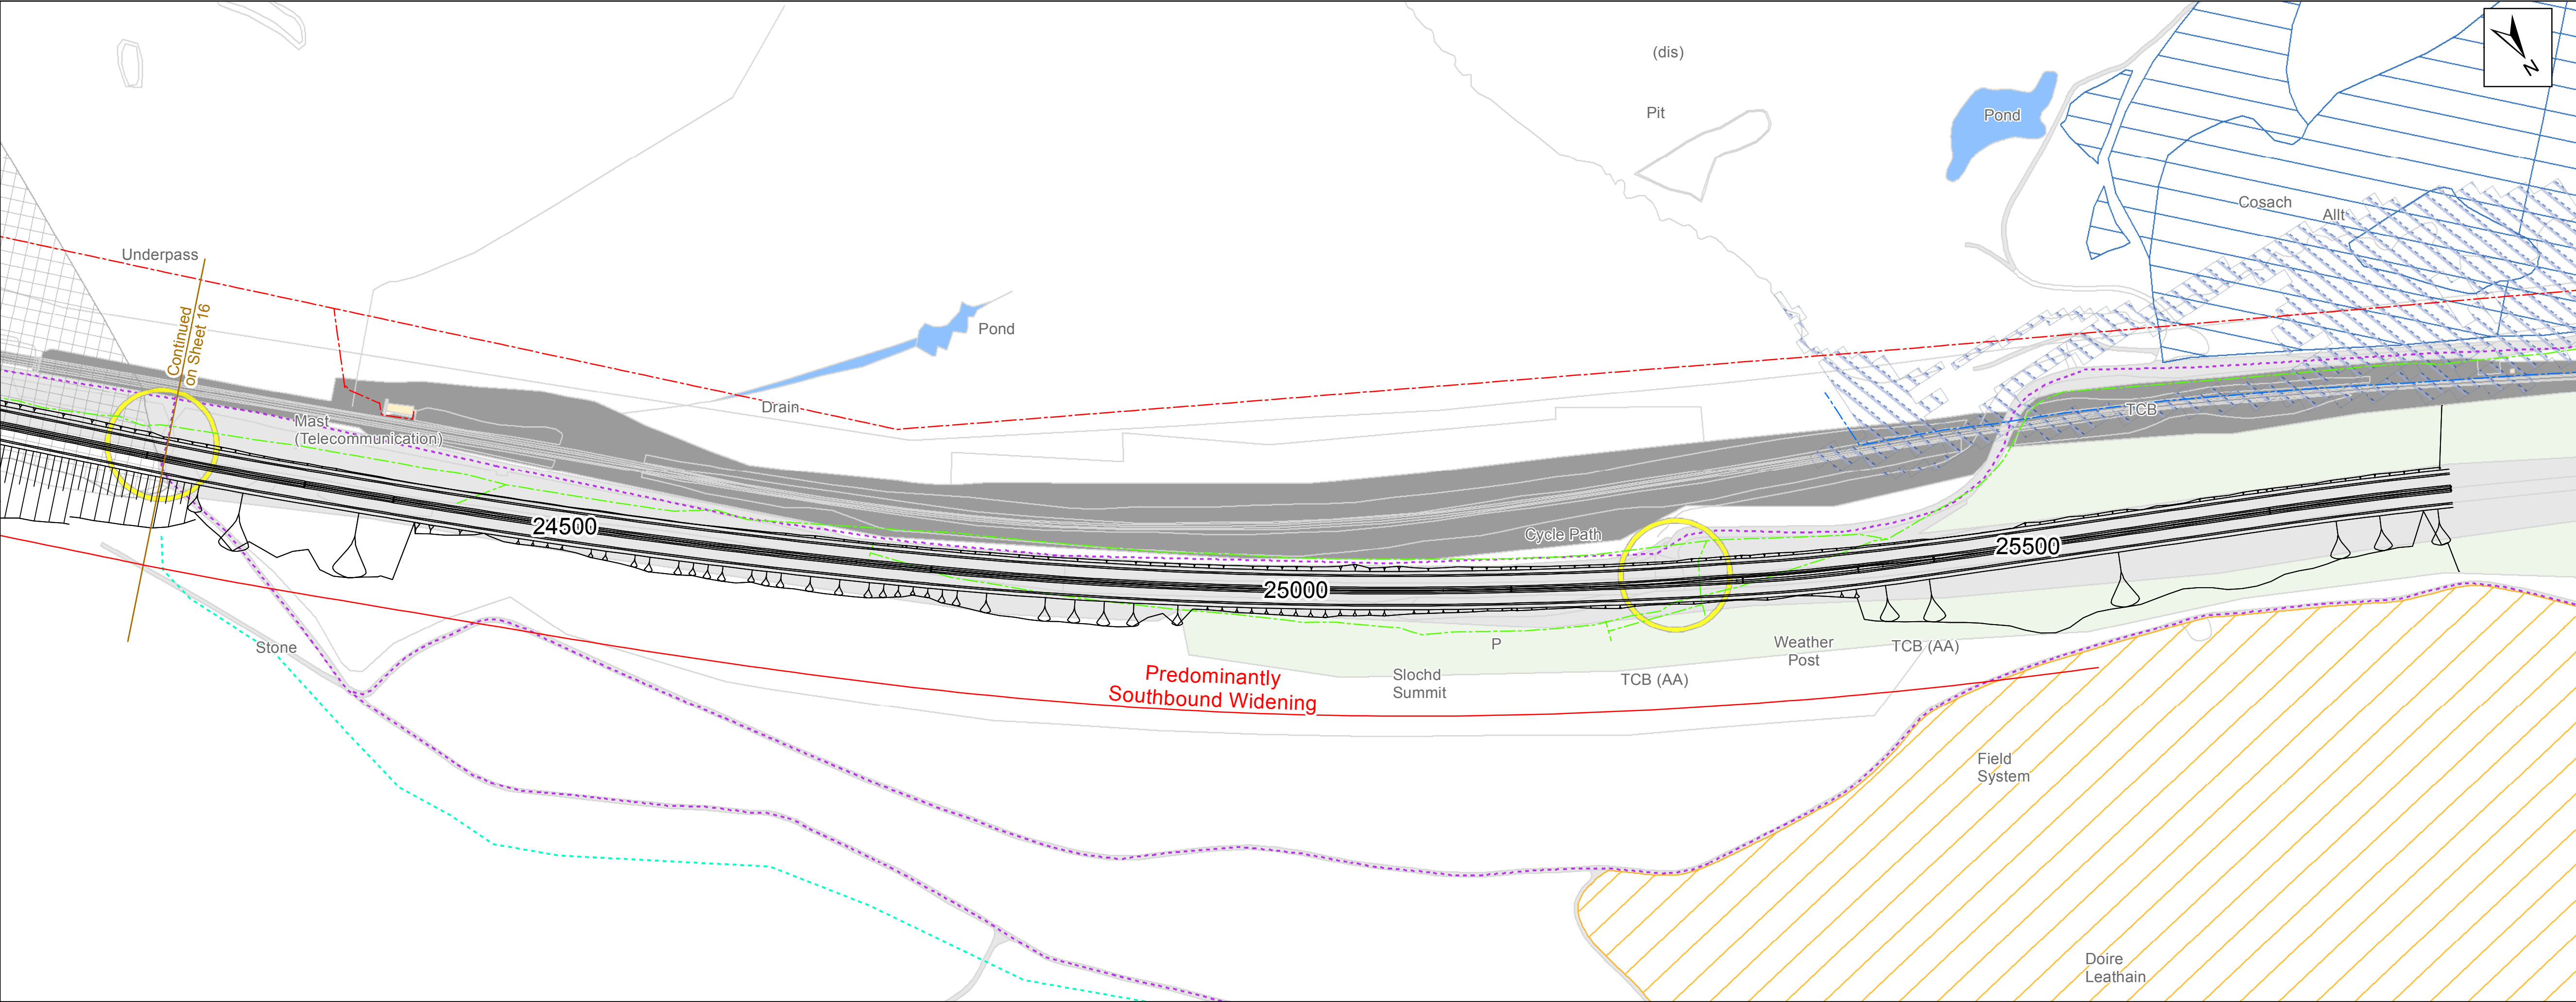 (dis)
Pit
Pond
N
Cosach
Allt
Underpass
Continued
on Sheet 16
Pond
Drain
Mast
(Telecommunication)
TCB
24500
Cycle Path
25500
25000
Stone
P
Weather
Post
TCB (AA)
Slochd
Summit
TCB (AA)
Predominantly
Southbound Widening
Field
System
Doire
Leathain